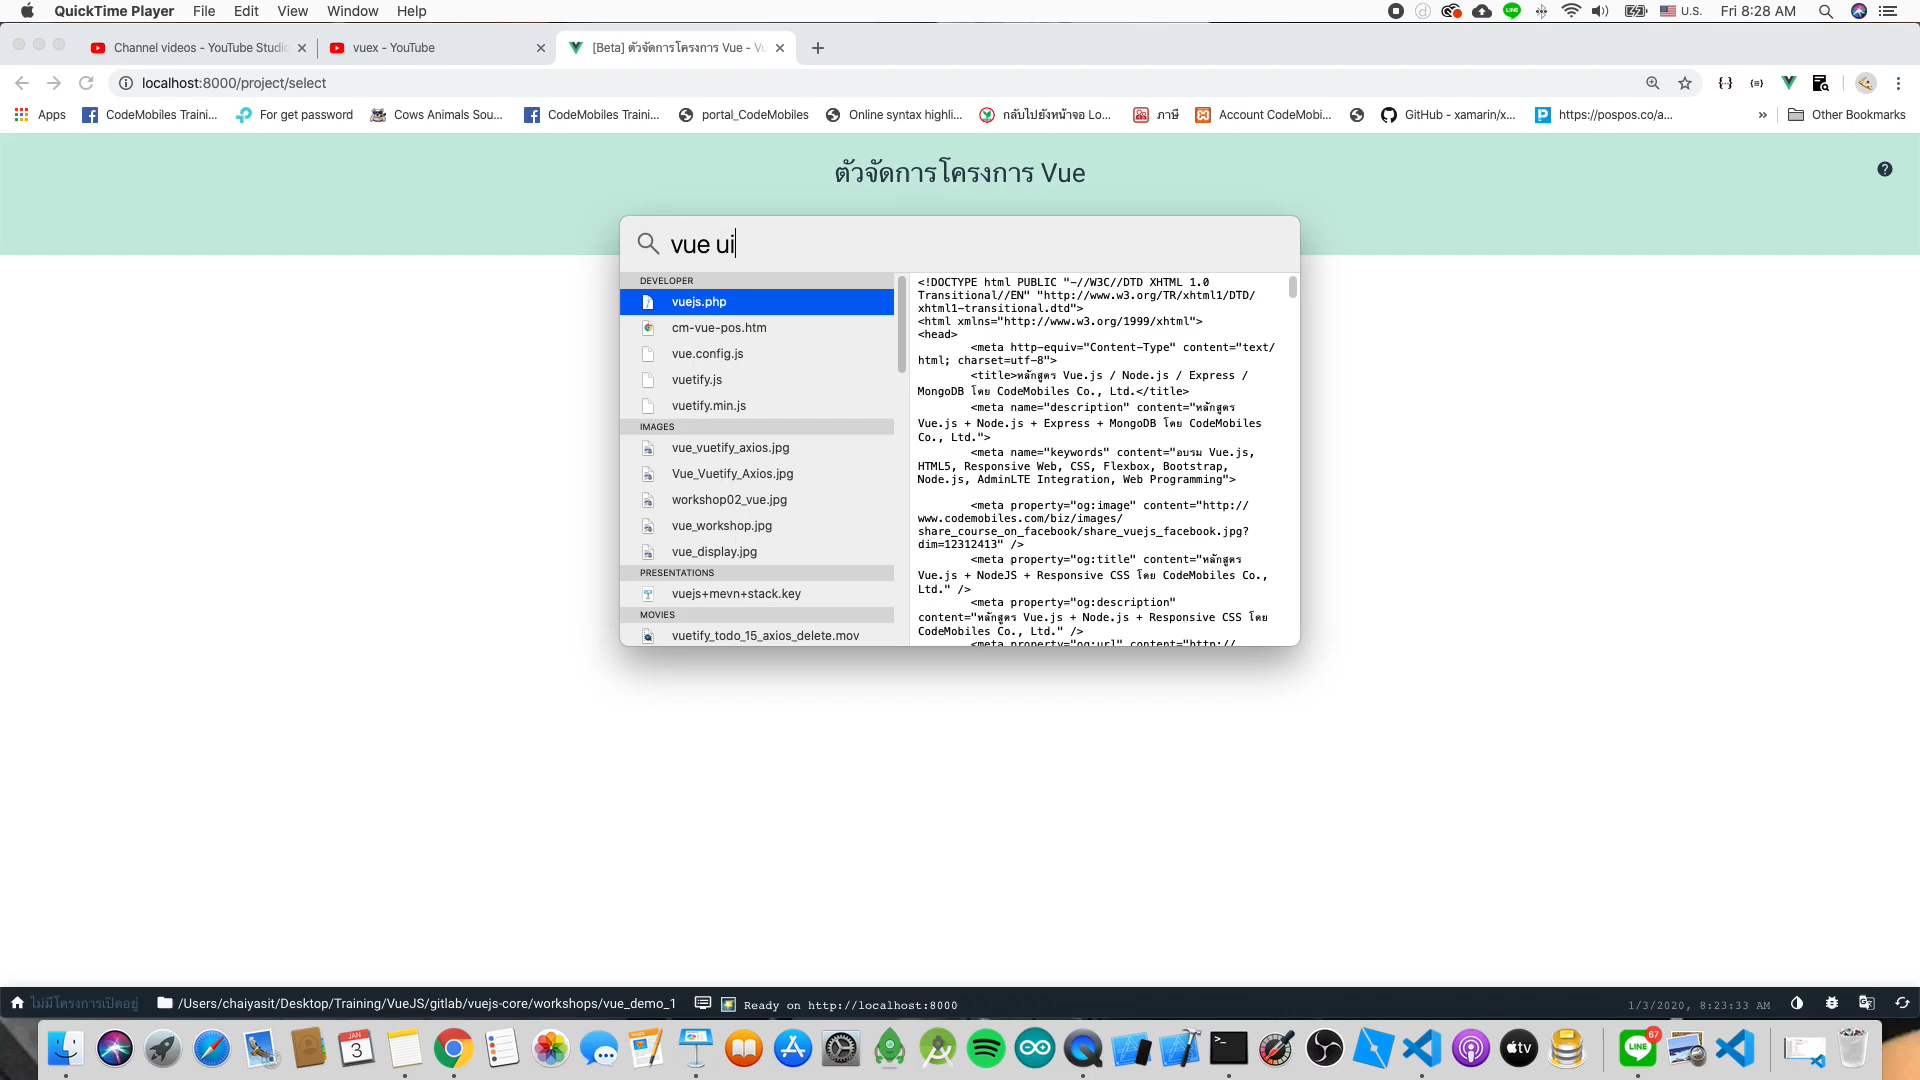 QuickTime Player File Edit View Window Help U.S. Fri 8:28 AM
Channel videos - YouTube Studio
vuex - YouTube
[Beta] ตัวจัดการโครงการ Vue - Vu
localhost:8000/project/select
Apps CodeMobiles Traini... For get password Cows Animals Sou... CodeMobiles Traini... portal_CodeMobiles Online syntax highli... กลับไปยังหน้าจอ Lo... ภาษี Account CodeMobi... GitHub - xamarin/x... https://pospos.co/a... » Other Bookmarks
ตัวจัดการโครงการ Vue
vue ui
DEVELOPER
vuejs.php
cm-vue-pos.htm
vue.config.js
vuetify.js
vuetify.min.js
IMAGES
vue_vuetify_axios.jpg
Vue_Vuetify_Axios.jpg
workshop02_vue.jpg
vue_workshop.jpg
vue_display.jpg
PRESENTATIONS
vuejs+mevn+stack.key
MOVIES
vuetify_todo_15_axios_delete.mov
<!DOCTYPE html PUBLIC "-//W3C//DTD XHTML 1.0
Transitional//EN" "http://www.w3.org/TR/xhtml1/DTD/
xhtml1-transitional.dtd">
<html xmlns="http://www.w3.org/1999/xhtml">
<head>
<meta http-equiv="Content-Type" content="text/
html; charset=utf-8">
<title>หลักสูตร Vue.js / Node.js / Express /
MongoDB โดย CodeMobiles Co., Ltd.</title>
<meta name="description" content="หลักสูตร
Vue.js + Node.js + Express + MongoDB โดย CodeMobiles
Co., Ltd.">
<meta name="keywords" content="อบรม Vue.js,
HTML5, Responsive Web, CSS, Flexbox, Bootstrap,
Node.js, AdminLTE Integration, Web Programming">
<meta property="og:image" content="http://
www.codemobiles.com/biz/images/
share_course_on_facebook/share_vuejs_facebook.jpg?
dim=12312413" />
<meta property="og:title" content="หลักสูตร
Vue.js + NodeJS + Responsive CSS โดย CodeMobiles Co.,
Ltd." />
<meta property="og:description"
content="หลักสูตร Vue.js + Node.js + Responsive CSS โดย
CodeMobiles Co., Ltd." />
<meta property="og:url" content="http://
ไม่มีโครงการเปิดอยู่ /Users/chaiyasit/Desktop/Training/VueJS/gitlab/vuejs-core/workshops/vue_demo_1 Ready on http://localhost:8000 1/3/2020, 8:23:33 AM
JAN
3
tv
67